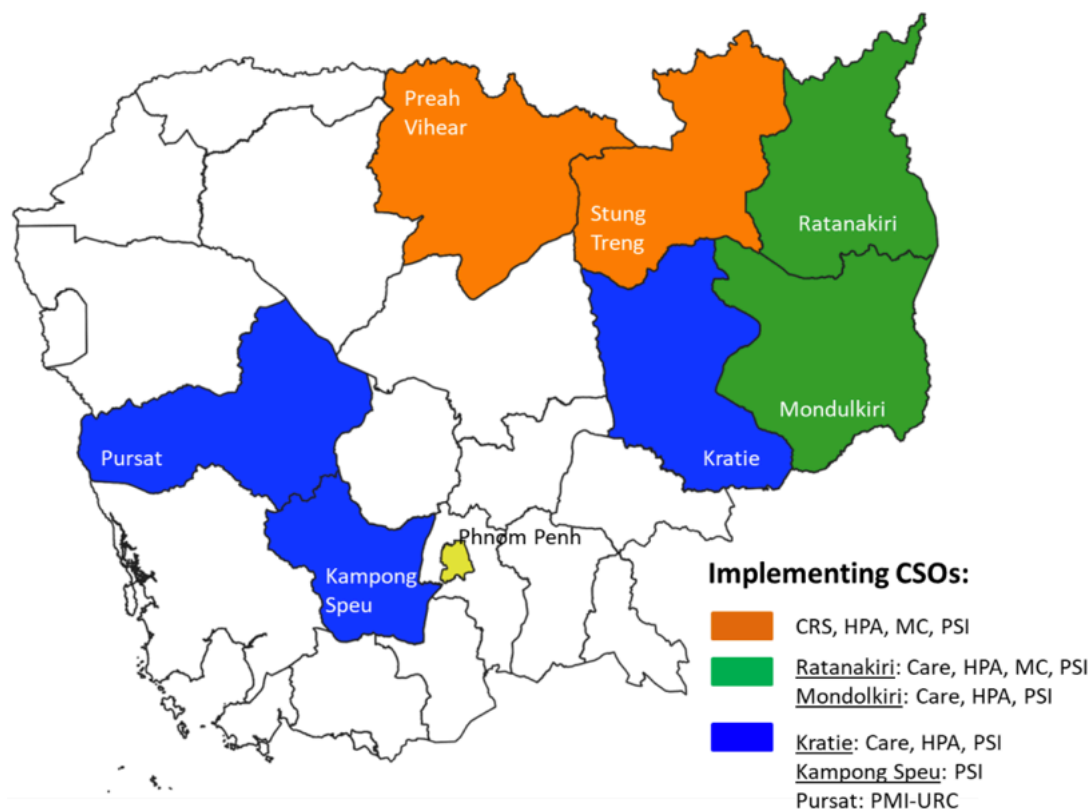 Preah
Vihear
Stung
Treng
Ratanakiri
Mondulkiri
Pursat
Kratie
Phnom Penh
Kampong
Speu
Implementing CSOs:
CRS, HPA, MC, PSI
Ratanakiri: Care, HPA, MC, PSI
Mondolkiri: Care, HPA, PSI
Kratie: Care, HPA, PSI
Kampong Speu: PSI
Pursat: PMI-URC